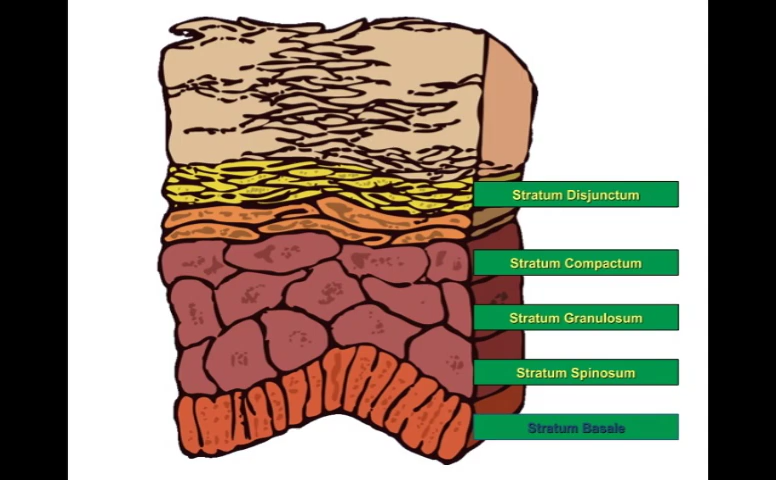 Stratum Disjunctum
Stratum Compactum
Stratum Granulosum
Stratum Spinosum
Stratum Basale